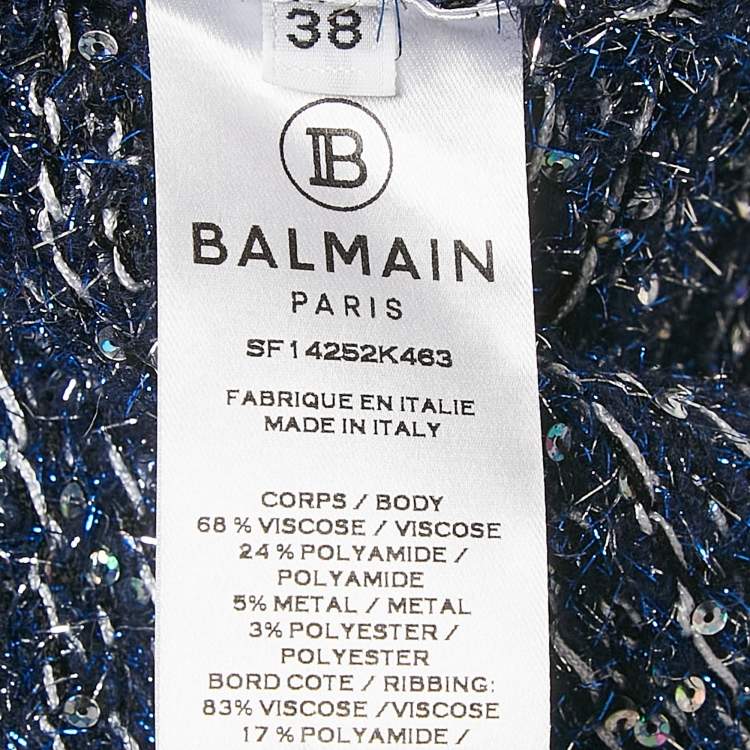 38
B
BALMAIN
PARIS
SF14252K463
FABRIQUE EN ITALIE
MADE IN ITALY
CORPS / BODY
68 % VISCOSE / VISCOSE
24 % POLYAMIDE /
POLYAMIDE
5% METAL / METAL
3% POLYESTER /
POLYESTER
BORD COTE / RIBBING:
83% VISCOSE /VISCOSE
17 % POLYAMIDE /